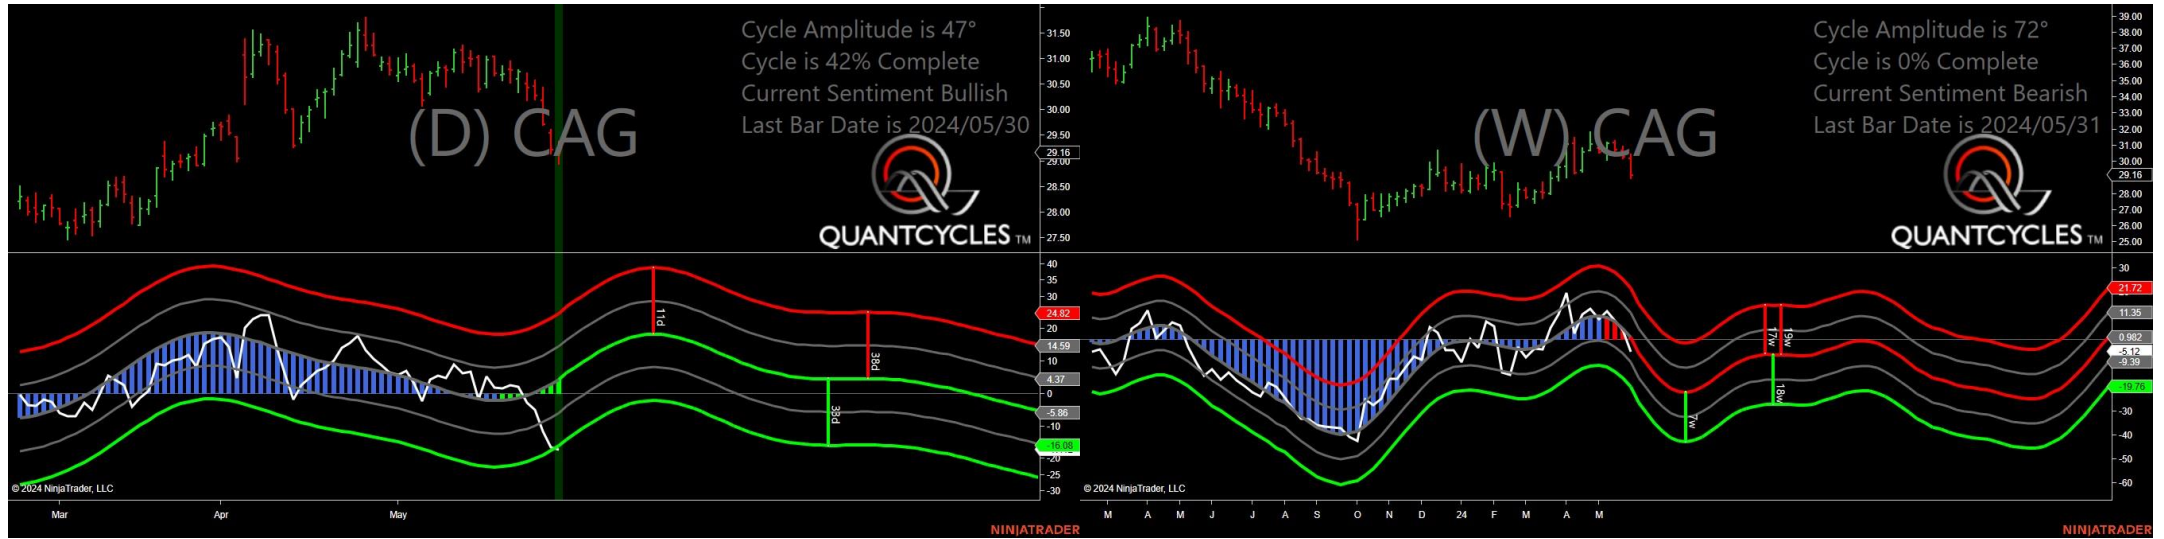 Cycle Amplitude is 47°
Cycle is 42% Complete
Current Sentiment Bullish
Last Bar Date is 2024/05/30
(D) CAG
QUANTCYCLES TM
31.50
31.00
30.50
30.00
29.50
29.16
29.00
28.50
28.00
27.50
40
35
30
24.82
20
14.59
10
4.37
0
-5.86
-10
-16.08
-20
-25
-30
11d
38d
33d
© 2024 NinjaTrader, LLC
Mar
Apr
May
NINJATRADER
Cycle Amplitude is 72°
Cycle is 0% Complete
Current Sentiment Bearish
Last Bar Date is 2024/05/31
(W) CAG
QUANTCYCLES TM
39.00
38.00
37.00
36.00
35.00
34.00
33.00
32.00
31.00
30.00
29.16
28.00
27.00
26.00
25.00
30
21.72
11.35
0.982
-5.12
-9.39
-19.76
-30
-40
-50
-60
17w
19w
18w
7w
© 2024 NinjaTrader, LLC
M A M J J A S O N D 24 F M A M
NINJATRADER